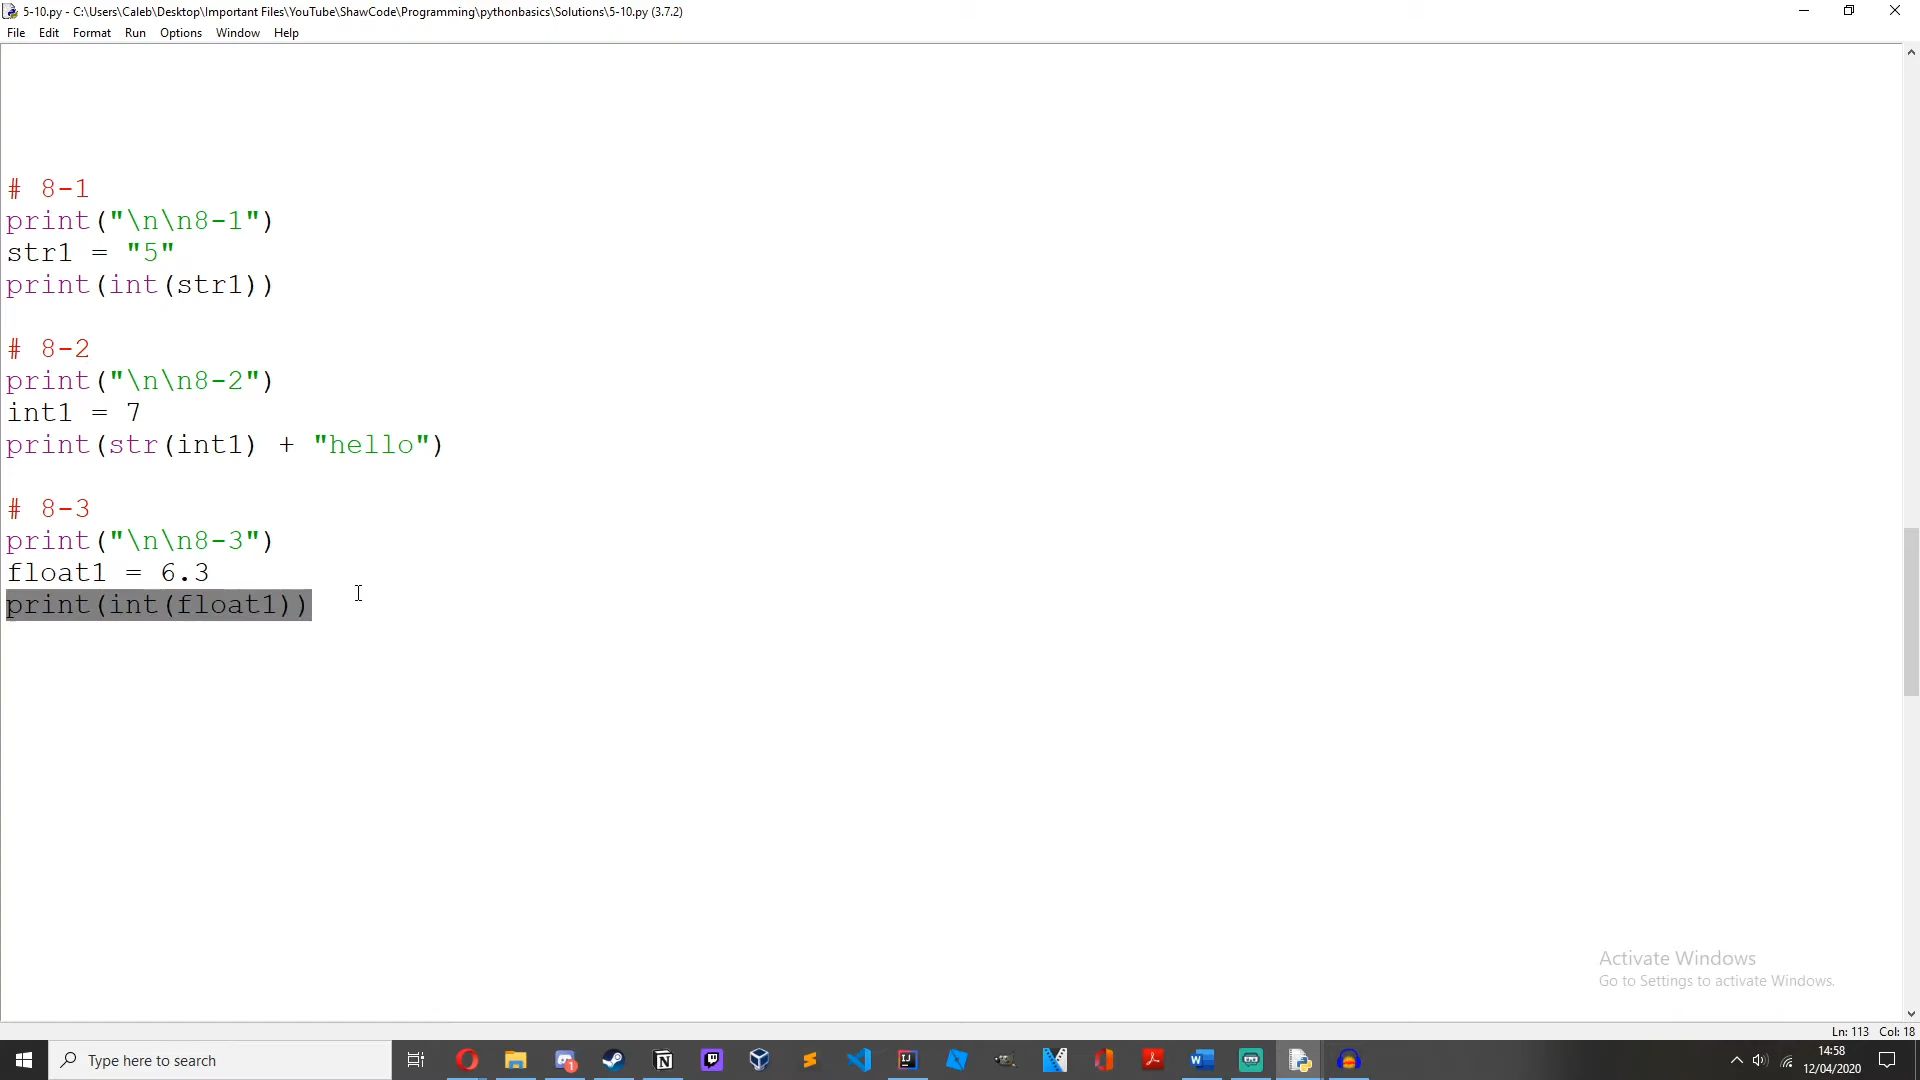 5-10.py - C:\Users\Caleb\Desktop\Important Files\YouTube\ShawCode\Programming\pythonbasics\Solutions\5-10.py (3.7.2)
File Edit Format Run Options Window Help
# 8-1
print("\n\n8-1")
str1 = "5"
print(int(str1))
# 8-2
print("\n\n8-2")
int1 = 7
print(str(int1) + "hello")
# 8-3
print("\n\n8-3")
float1 = 6.3
print(int(float1))
Activate Windows
Go to Settings to activate Windows.
Ln: 113 Col: 18
Type here to search
14:58
12/04/2020